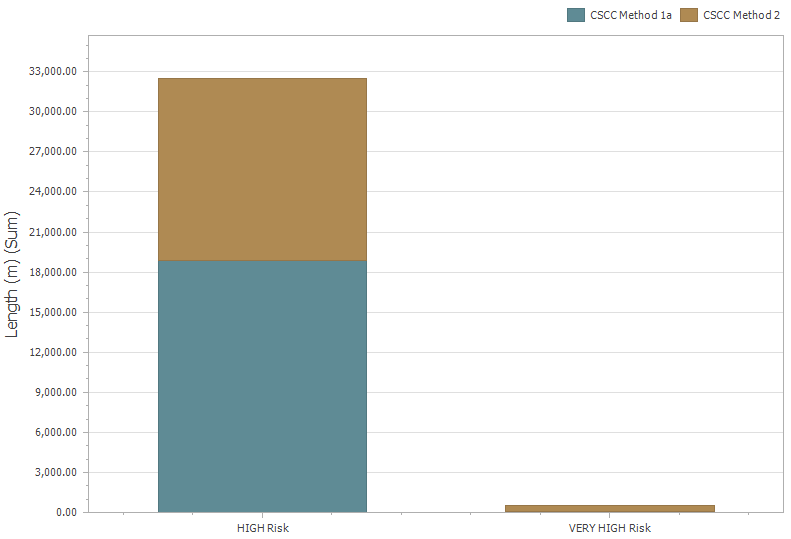 CSCC Method 1a
CSCC Method 2
Length (m) (Sum)
33,000.00
30,000.00
27,000.00
24,000.00
21,000.00
18,000.00
15,000.00
12,000.00
9,000.00
6,000.00
3,000.00
0.00
HIGH Risk
VERY HIGH Risk